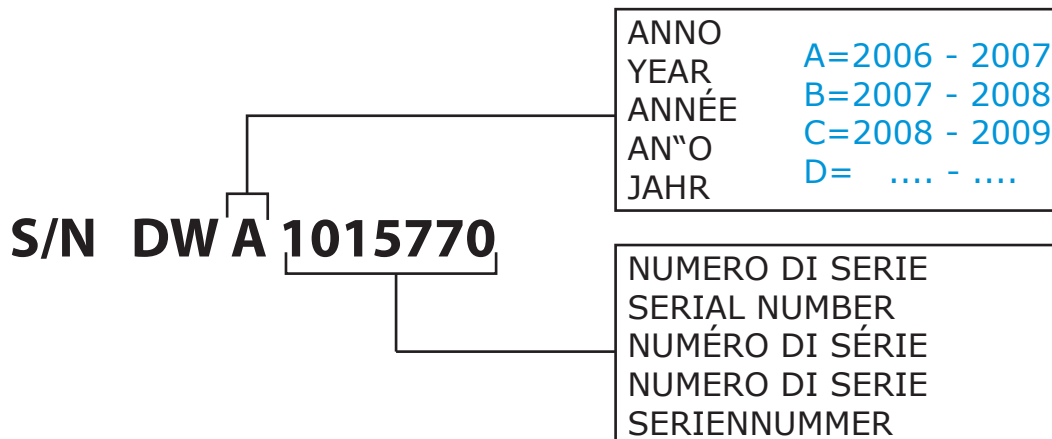 ANNO
YEAR
ANNÉE
AN‟O
JAHR
A=2006 - 2007
B=2007 - 2008
C=2008 - 2009
D= .... - ....
S/N DW A 1015770
NUMERO DI SERIE
SERIAL NUMBER
NUMÉRO DI SÉRIE
NUMERO DI SERIE
SERIENNUMMER